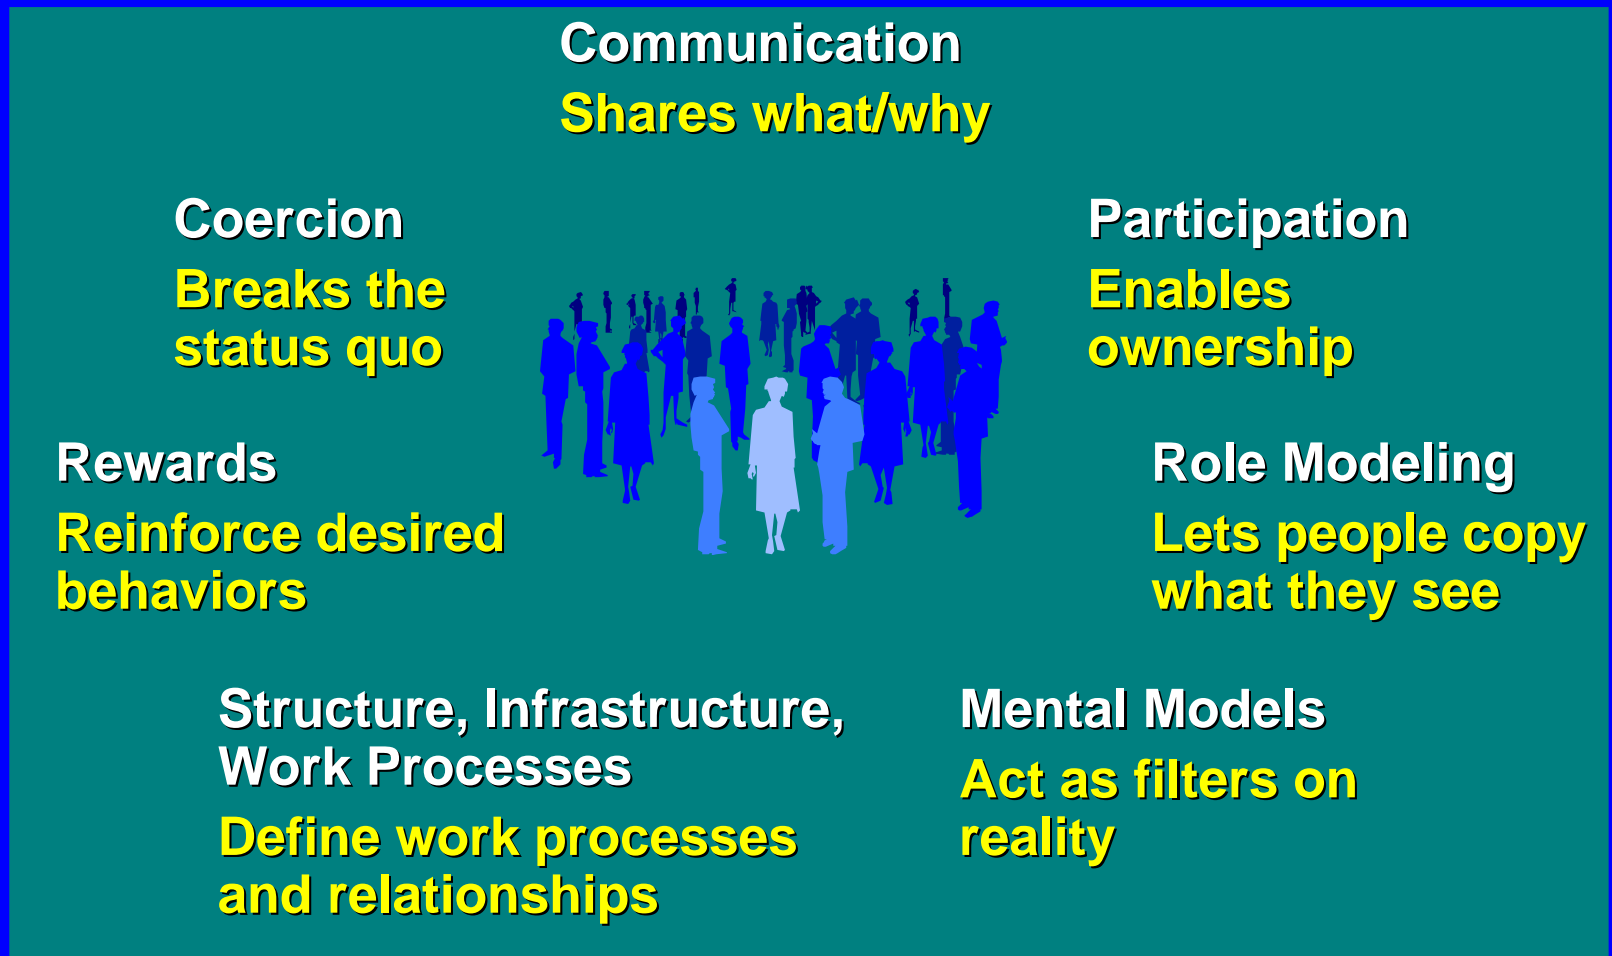 Communication
Shares what/why
Coercion
Breaks the
status quo
Participation
Enables
ownership
Rewards
Reinforce desired
behaviors
Role Modeling
Lets people copy
what they see
Structure, Infrastructure,
Work Processes
Define work processes
and relationships
Mental Models
Act as filters on
reality